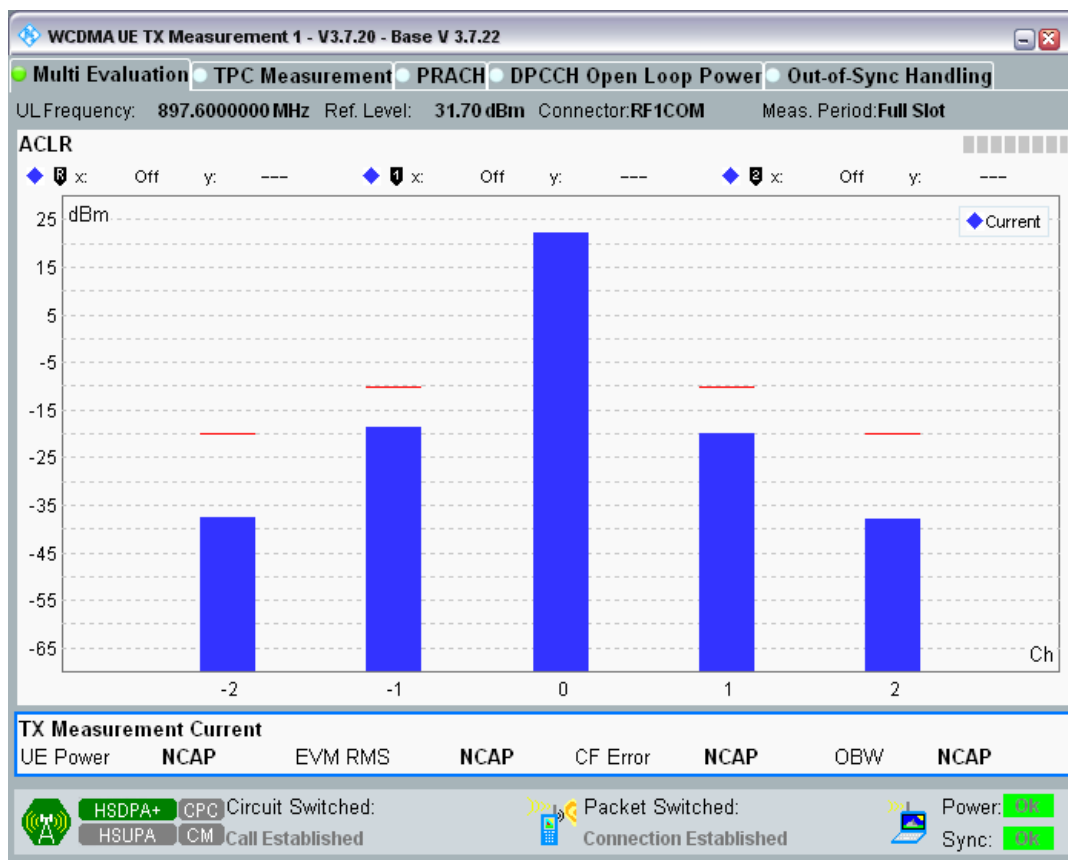 WCDMA UE TX Measurement 1 - V3.7.20 - Base V 3.7.22
Multi Evaluation TPC Measurement PRACH DPCCH Open Loop Power Out-of-Sync Handling
UL Frequency: 897.6000000 MHz Ref. Level: 31.70 dBm Connector:RF1COM Meas. Period:Full Slot
ACLR
R x: Off y: --- 1 x: Off y: --- 2 x: Off y: ---
dBm
Current
25
15
5
-5
-15
-25
-35
-45
-55
-65
Ch
-2 -1 0 1 2
TX Measurement Current
UE Power NCAP EVM RMS NCAP CF Error NCAP OBW NCAP
HSDPA+ CPC Circuit Switched: Packet Switched: Power: OK
HSUPA CM Call Established Connection Established Sync: OK